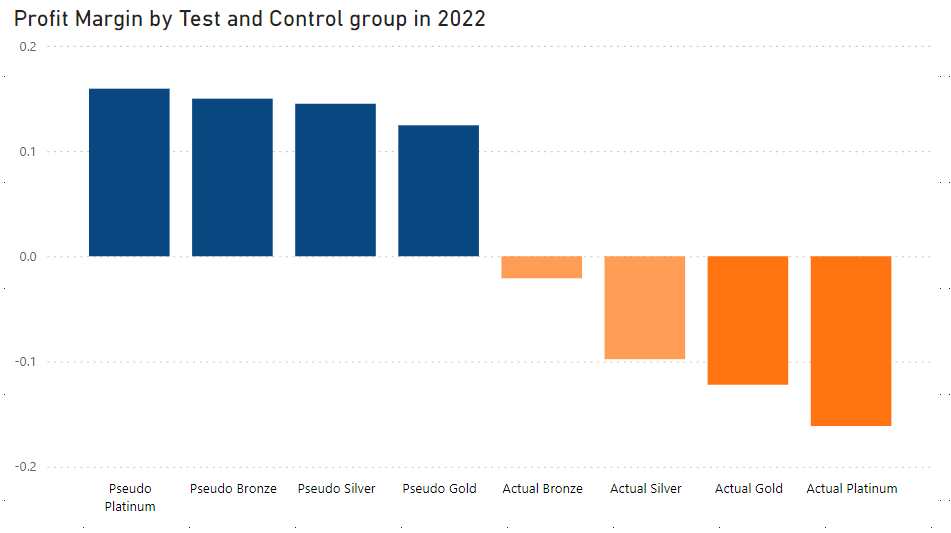 Profit Margin by Test and Control group in 2022
0.2
0.1
0.0
-0.1
-0.2
Pseudo Platinum
Pseudo Bronze
Pseudo Silver
Pseudo Gold
Actual Bronze
Actual Silver
Actual Gold
Actual Platinum